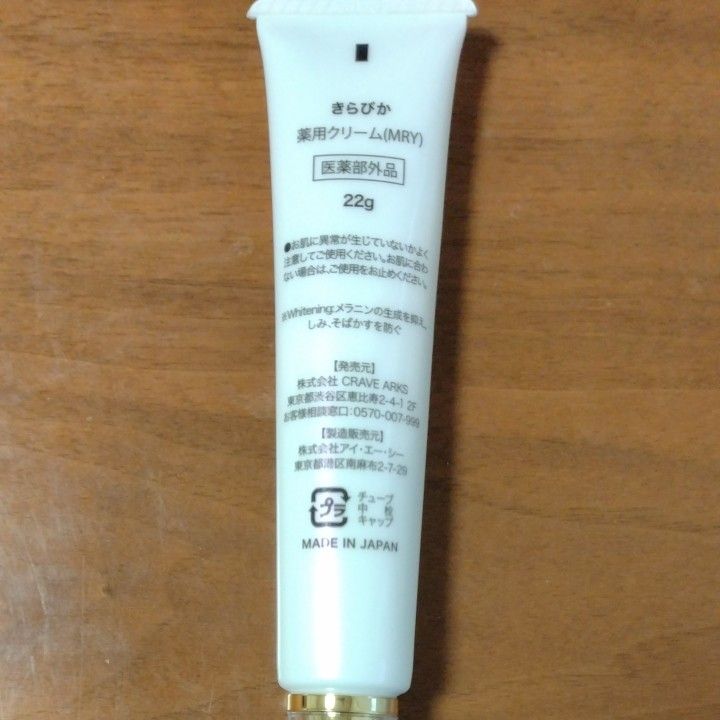 きらぴか
薬用クリーム(MRY)
医薬部外品
22g
●お肌に異常が生じていないかよく
注意してご使用ください。お肌に合わ
ない場合は、ご使用をお止めください。
※Whitening:メラニンの生成を抑え、
しみ、そばかすを防ぐ
【発売元】
株式会社 CRAVE ARKS
東京都渋谷区恵比寿2-4-1 2F
お客様相談窓口:0570-007-999
【製造販売元】
株式会社アイ・エー・シー
東京都港区南麻布2-7-29
プラ
チューブ
中栓
キャップ
MADE IN JAPAN